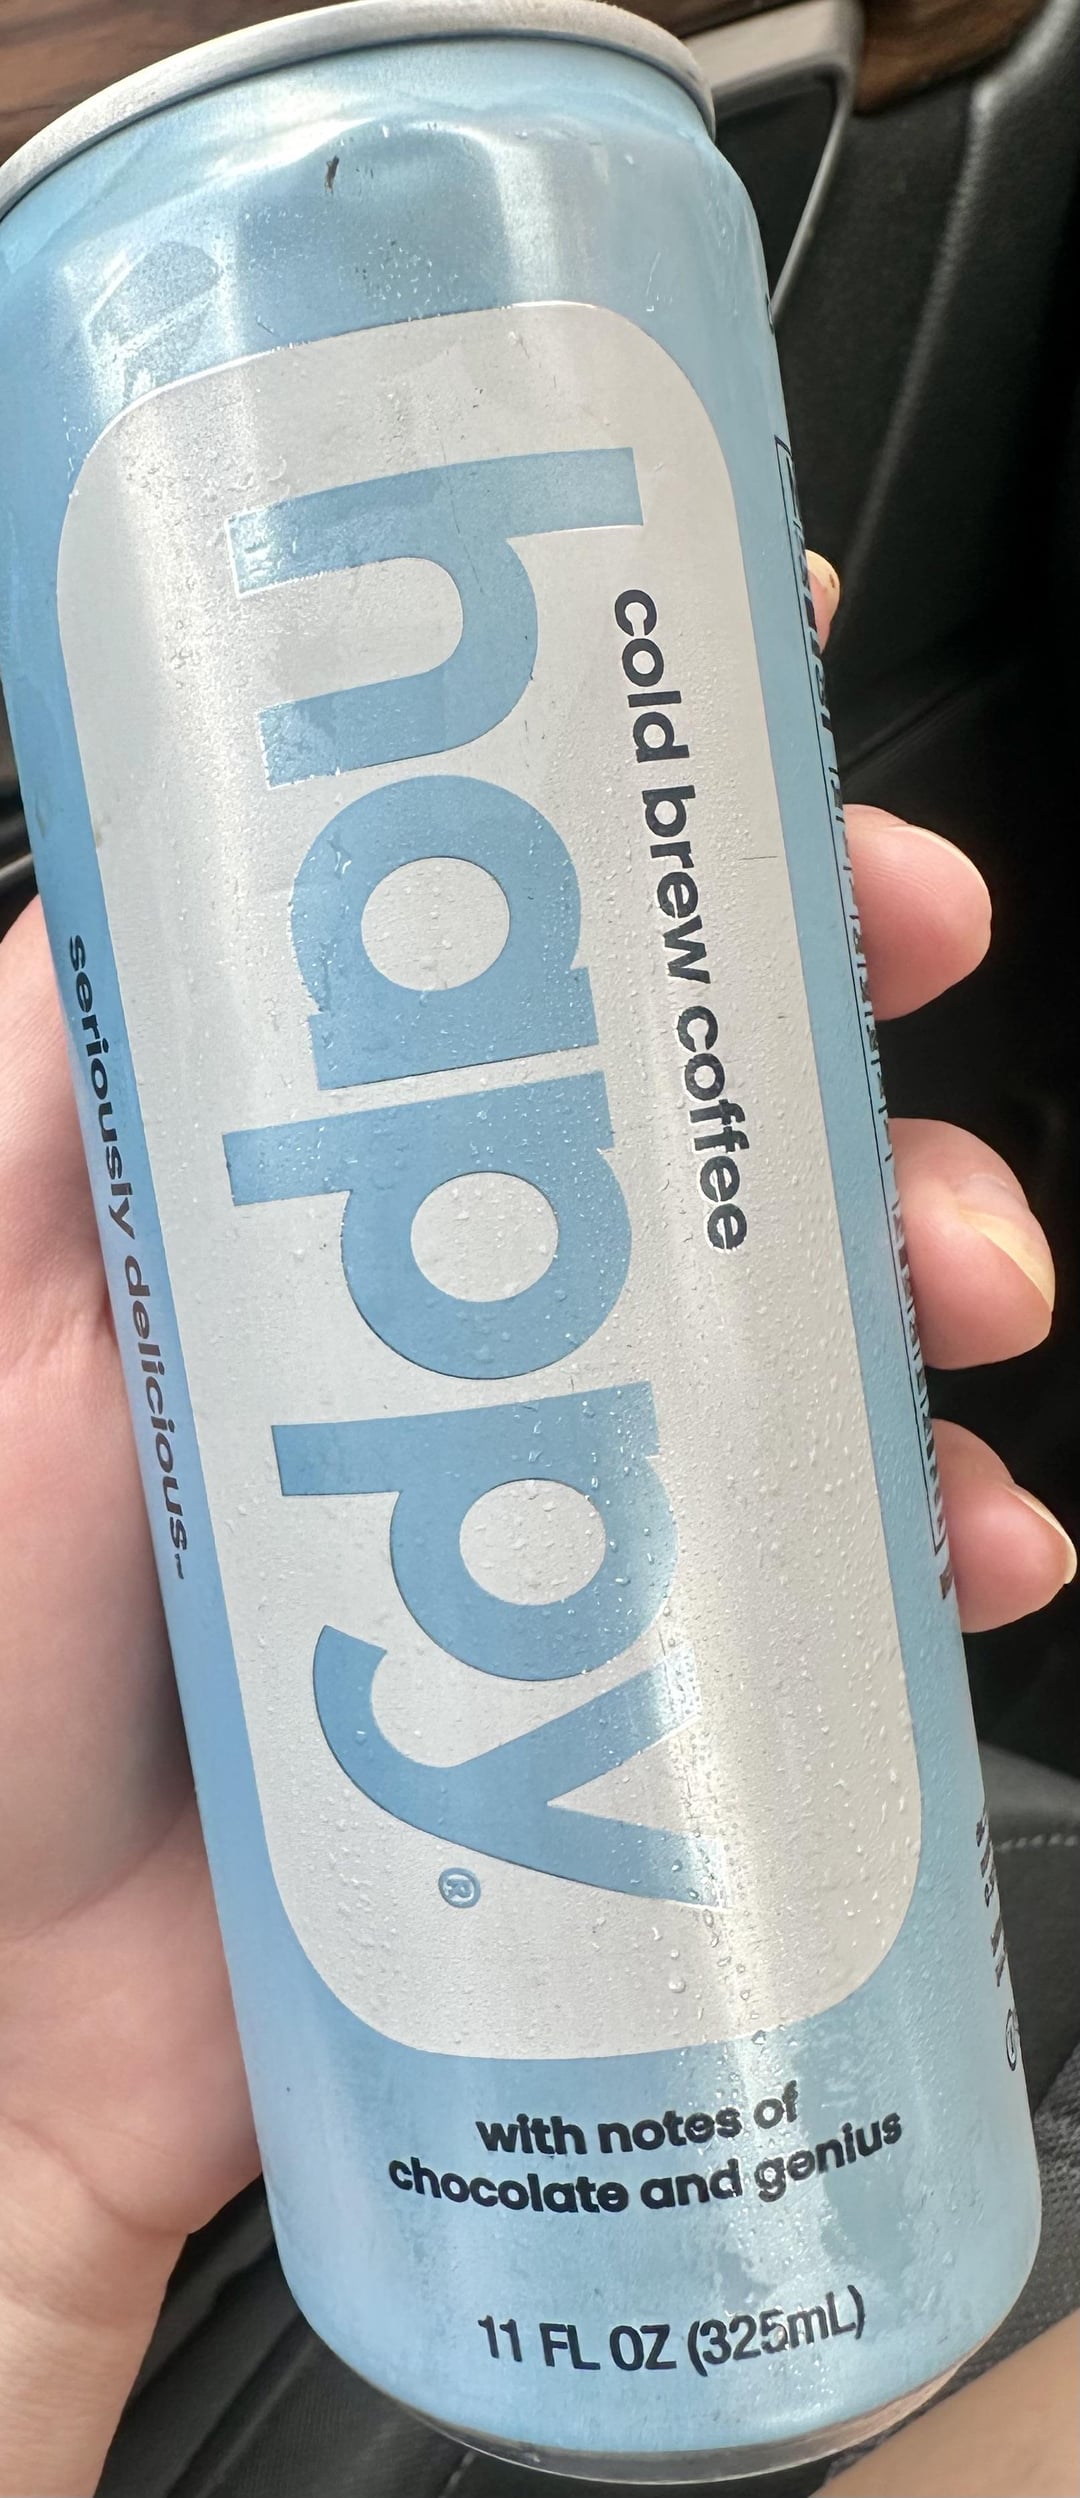 happy®
cold brew coffee
seriously delicious~
with notes of
chocolate and genius
11 FL OZ (325mL)